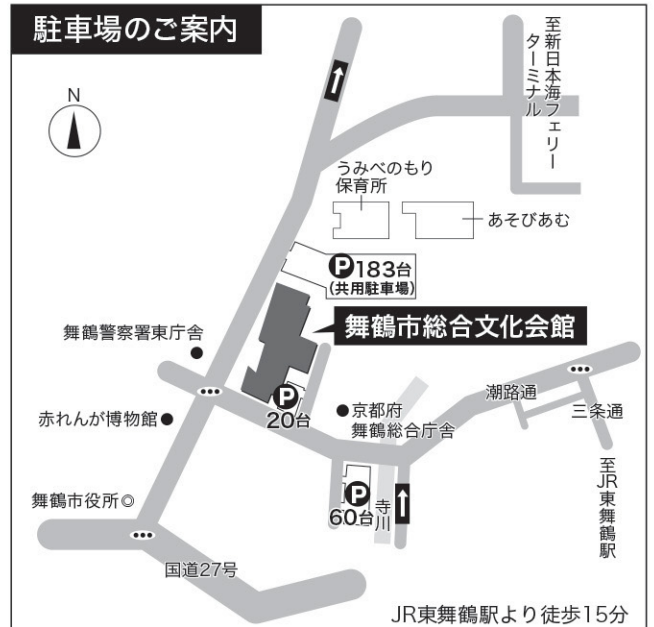 駐車場のご案内
N
至新日本海フェリー
ターミナル
うみべのもり
保育所
あそびあむ
P183台
(共用駐車場)
舞鶴市総合文化会館
舞鶴警察署東庁舎
赤れんが博物館
P
20台
京都府
舞鶴総合庁舎
潮路通
三条通
舞鶴市役所
P
60台
寺川
至JR東舞鶴駅
国道27号
JR東舞鶴駅より徒歩15分